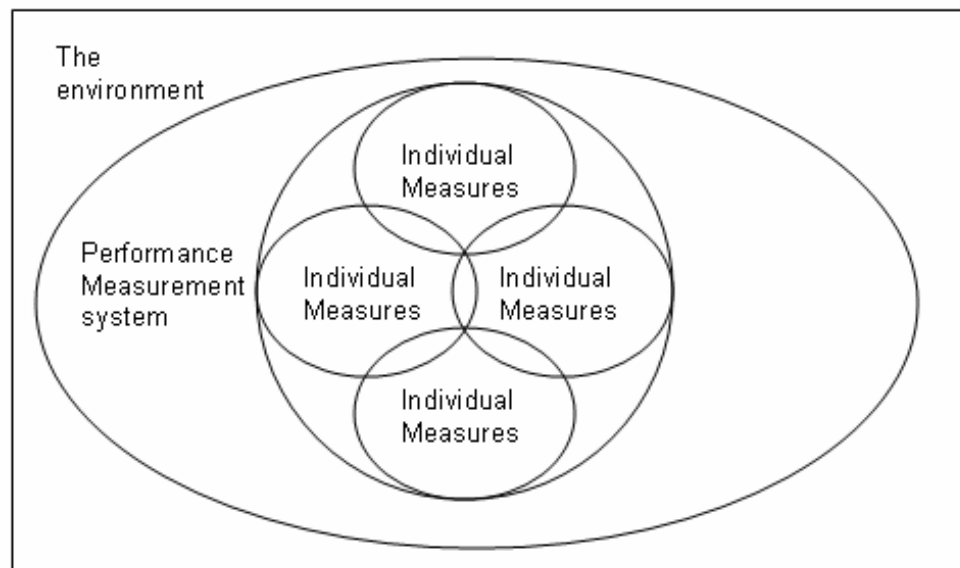 The
environment
Individual
Measures
Performance
Measurement
system
Individual
Measures
Individual
Measures
Individual
Measures